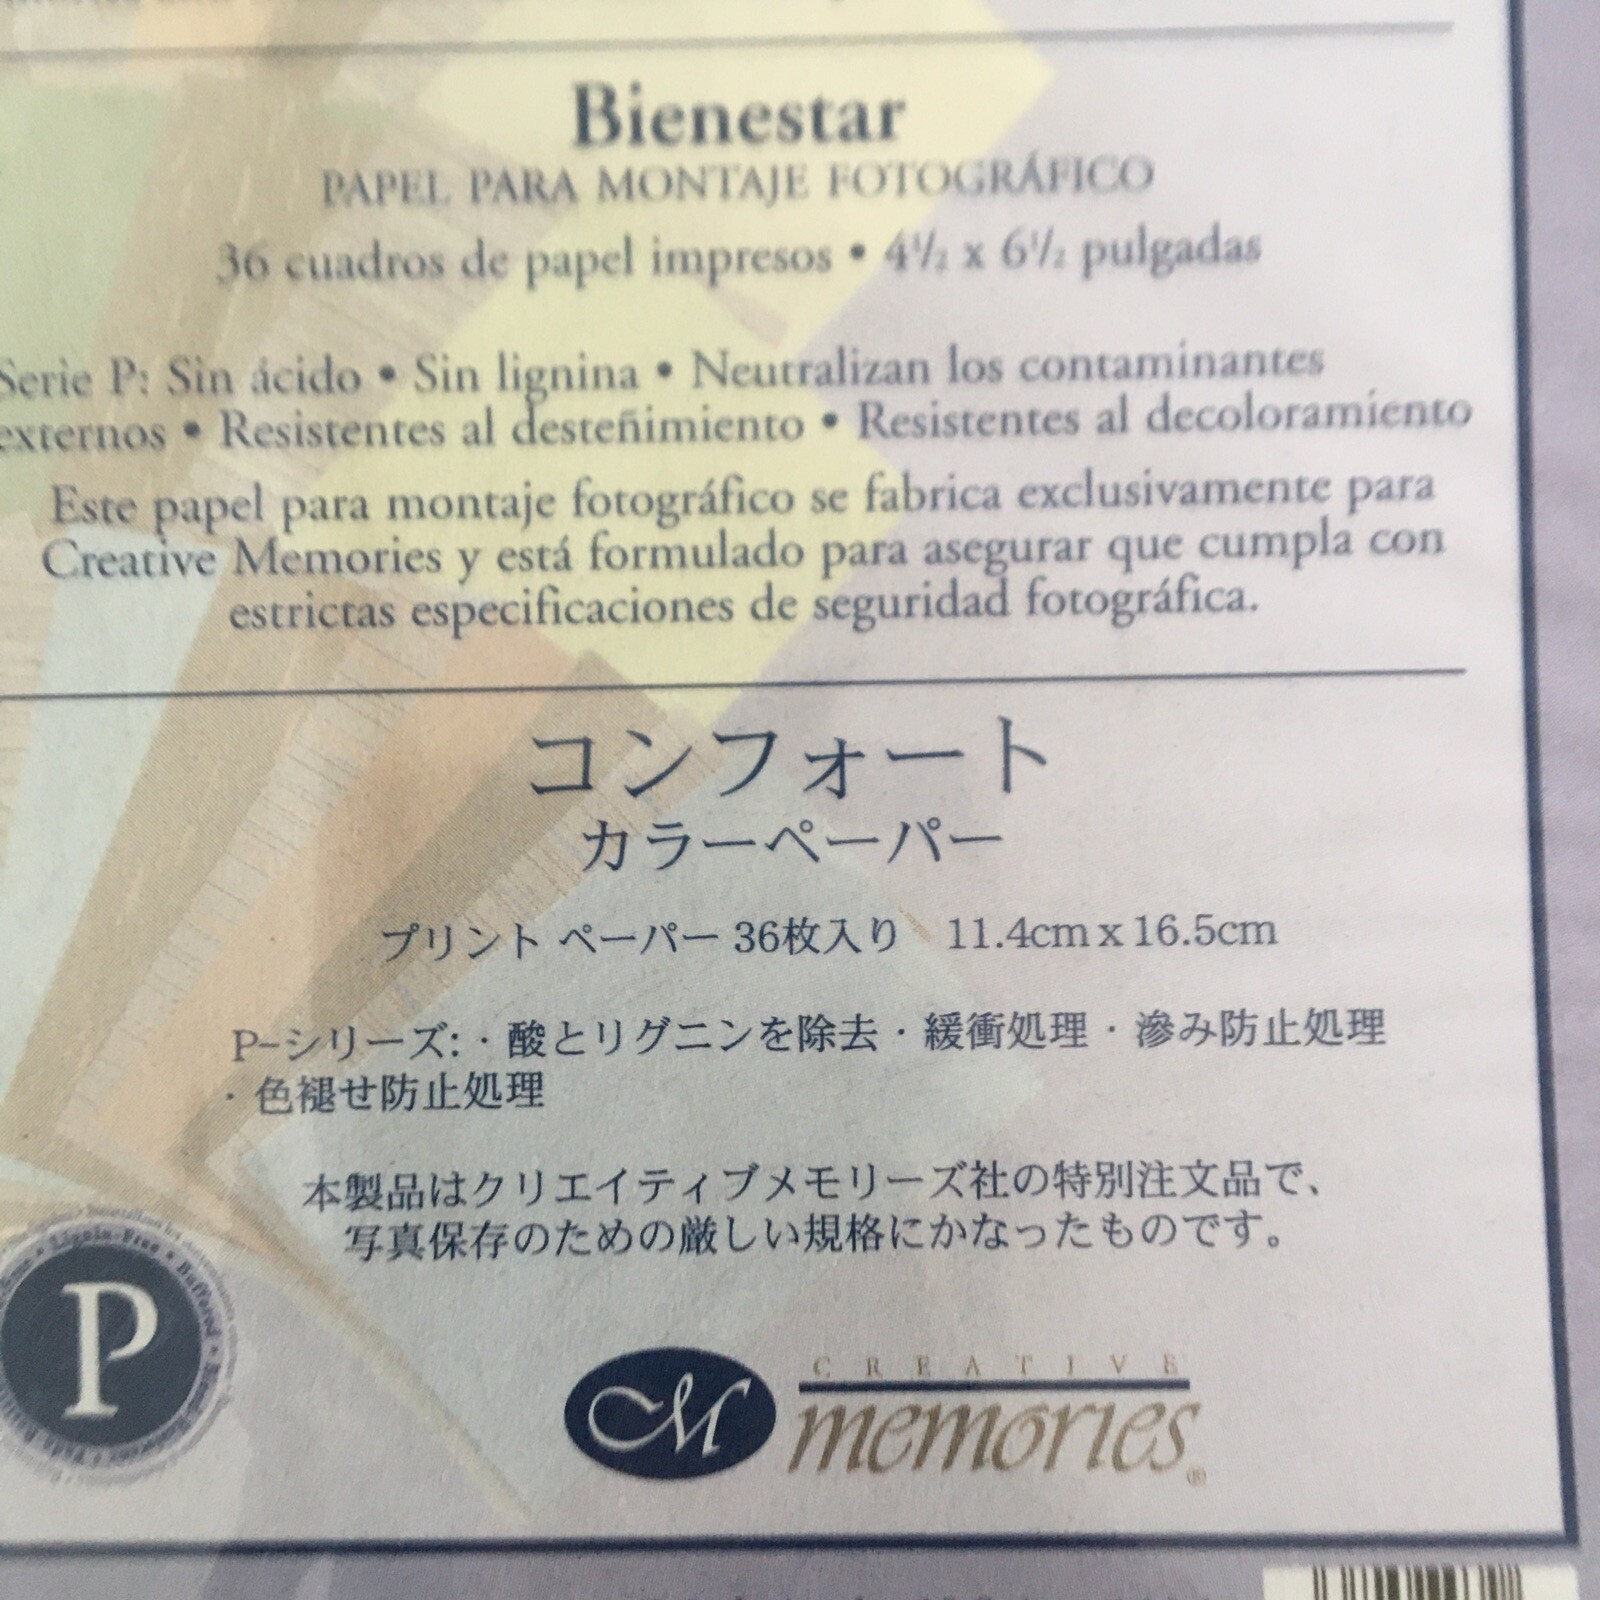 Bienestar
PAPEL PARA MONTAJE FOTOGRÁFICO
36 cuadros de papel impresos • 4½ x 6½ pulgadas
Serie P: Sin ácido • Sin lignina • Neutralizan los contaminantes
externos • Resistentes al desteñimiento • Resistentes al decoloramiento
Este papel para montaje fotográfico se fabrica exclusivamente para
Creative Memories y está formulado para asegurar que cumpla con
estrictas especificaciones de seguridad fotográfica.
コンフォート
カラーペーパー
プリント ペーパー 36枚入り 11.4cm x 16.5cm
P-シリーズ: ・酸とリグニンを除去・緩衝処理・滲み防止処理
・色褪せ防止処理
本製品はクリエイティブメモリーズ社の特別注文品で、
写真保存のための厳しい規格にかなったものです。
Lignin-Free • Buffered
P
M
CREATIVE
memories®